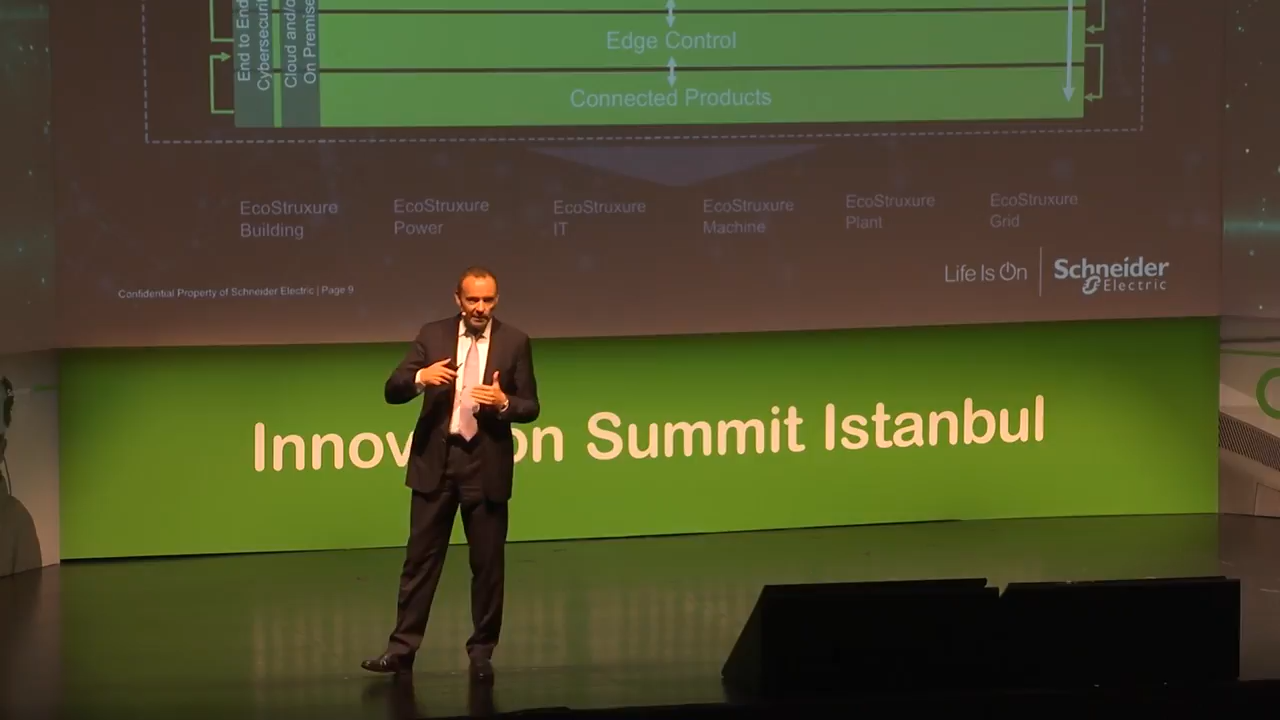 End to End
Cybersecurity
Cloud and/or
On Premise
Edge Control
Connected Products
EcoStruxure
Building
EcoStruxure
Power
EcoStruxure
IT
EcoStruxure
Machine
EcoStruxure
Plant
EcoStruxure
Grid
Confidential Property of Schneider Electric | Page 9
Life Is On
Schneider
Electric
Innov on Summit Istanbul